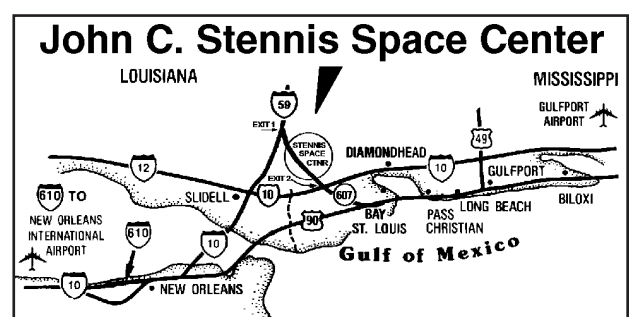 John C. Stennis Space Center
LOUISIANA
MISSISSIPPI
59
GULFPORT
AIRPORT
EXIT 1
STENNIS
SPACE
CNTR
49
DIAMONDHEAD
12
10
GULFPORT
EXIT 2
610 TO
SLIDELL
10
607
NEW ORLEANS
INTERNATIONAL
AIRPORT
610
10
90
BAY
ST. LOUIS
PASS
CHRISTIAN
LONG BEACH
BILOXI
Gulf of Mexico
10
NEW ORLEANS